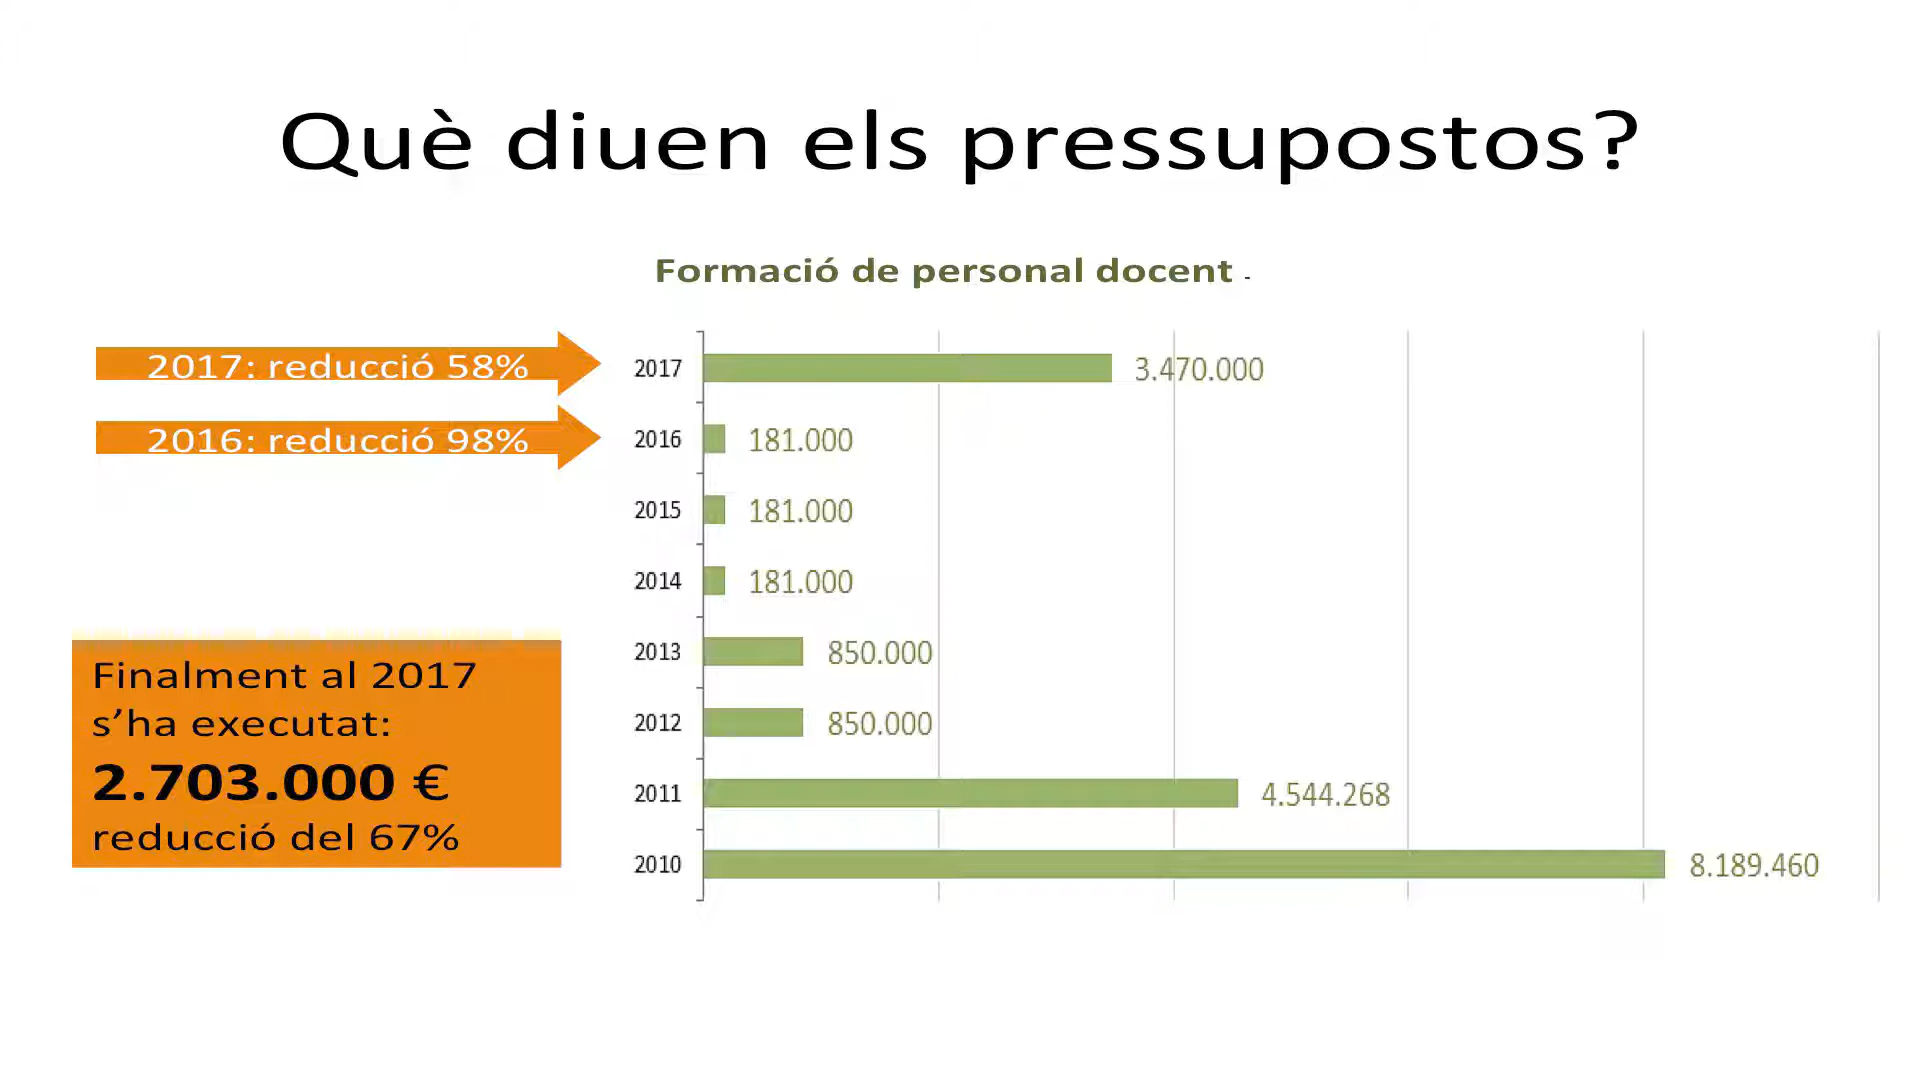 Què diuen els pressupostos?
Formació de personal docent -
2017: reducció 58%
2016: reducció 98%
2017 3.470.000
2016 181.000
2015 181.000
2014 181.000
2013 850.000
2012 850.000
2011 4.544.268
2010 8.189.460
Finalment al 2017
s’ha executat:
2.703.000 €
reducció del 67%